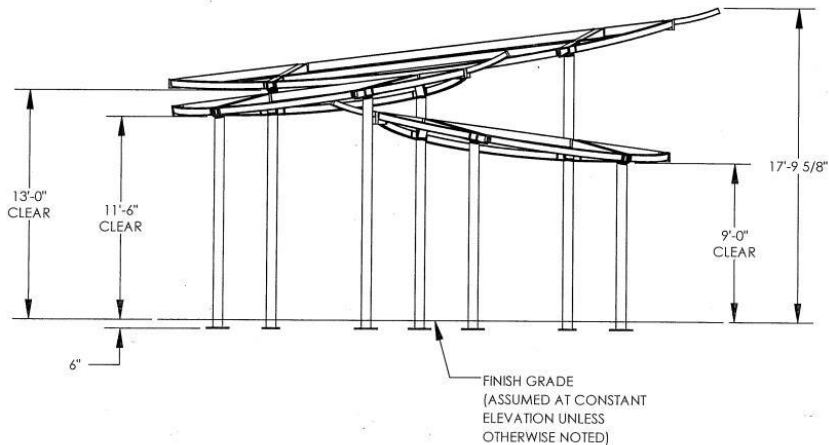 13'-0"
CLEAR
11'-6"
CLEAR
17'-9 5/8"
9'-0"
CLEAR
6"
FINISH GRADE
(ASSUMED AT CONSTANT
ELEVATION UNLESS
OTHERWISE NOTED)